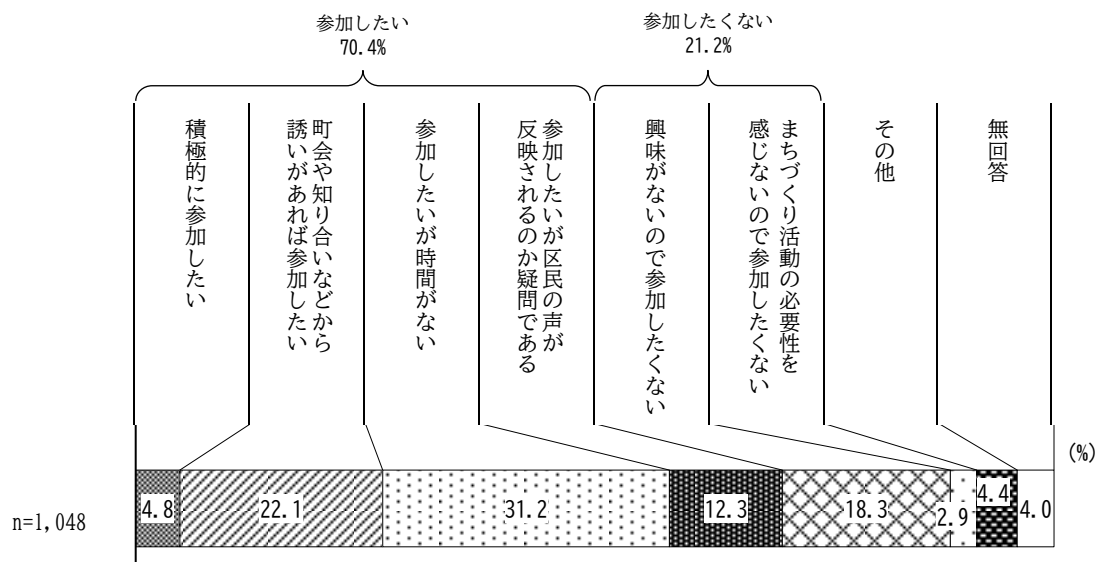 参加したい
70.4%
参加したくない
21.2%
積極的に参加したい
町会や知り合いなどから
誘いがあれば参加したい
参加したいが時間がない
参加したいが区民の声が
反映されるのか疑問である
興味がないので参加したくない
まちづくり活動の必要性を
感じないので参加したくない
その他
無回答
(%)
n=1,048
4.8
22.1
31.2
12.3
18.3
2.9
4.4
4.0